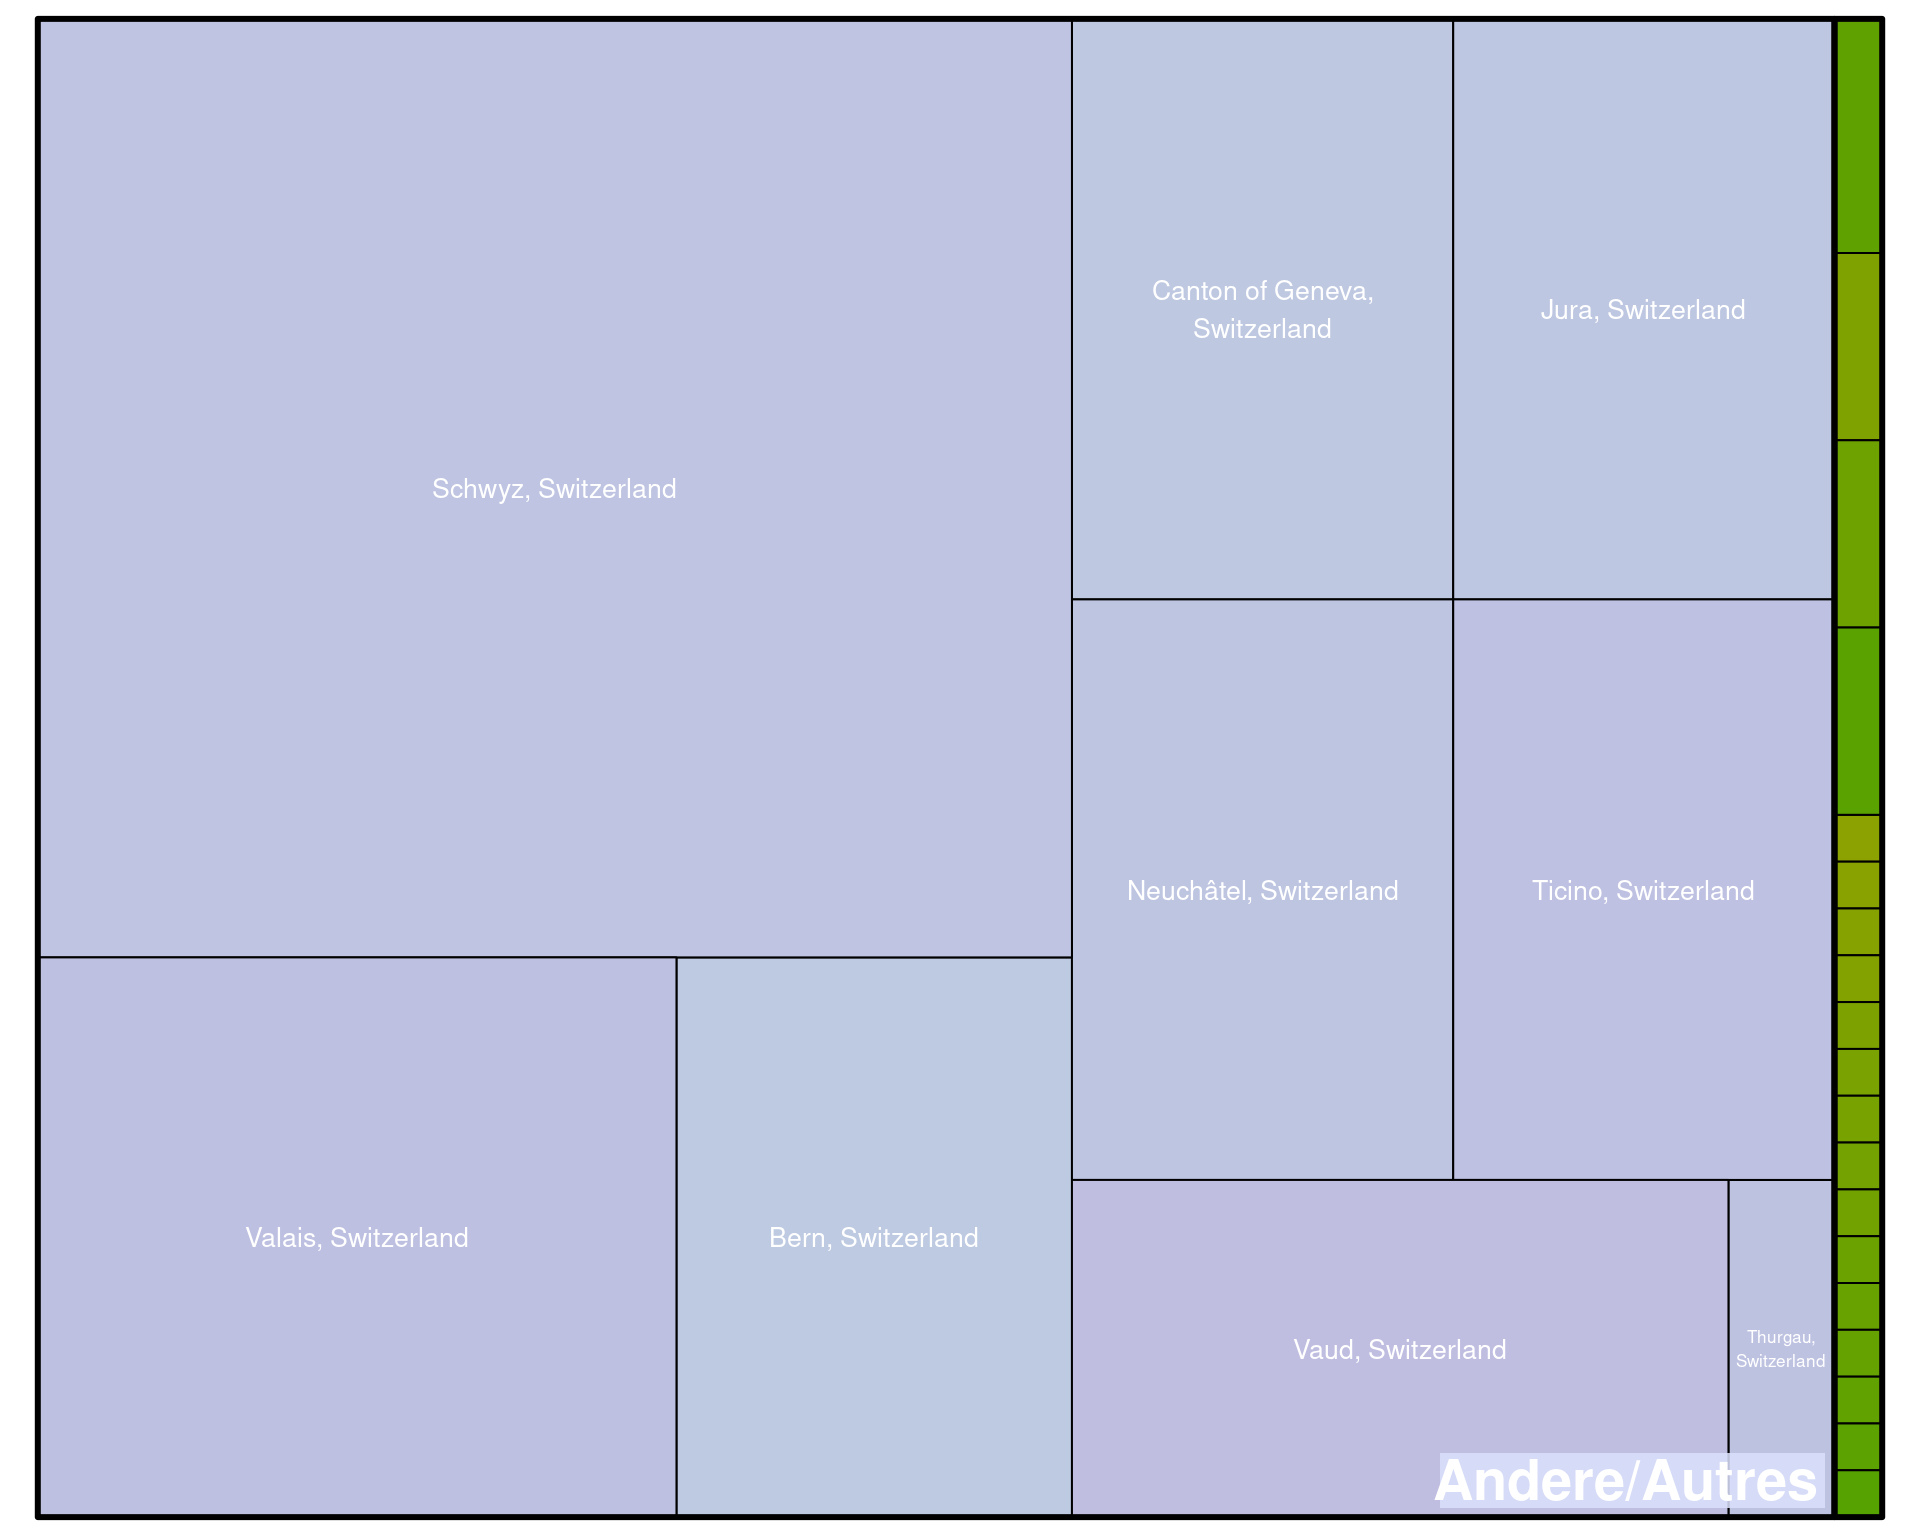 Schwyz, Switzerland
Canton of Geneva,
Switzerland
Jura, Switzerland
Neuchâtel, Switzerland
Ticino, Switzerland
Valais, Switzerland
Bern, Switzerland
Vaud, Switzerland
Thurgau,
Switzerland
Andere/Autres